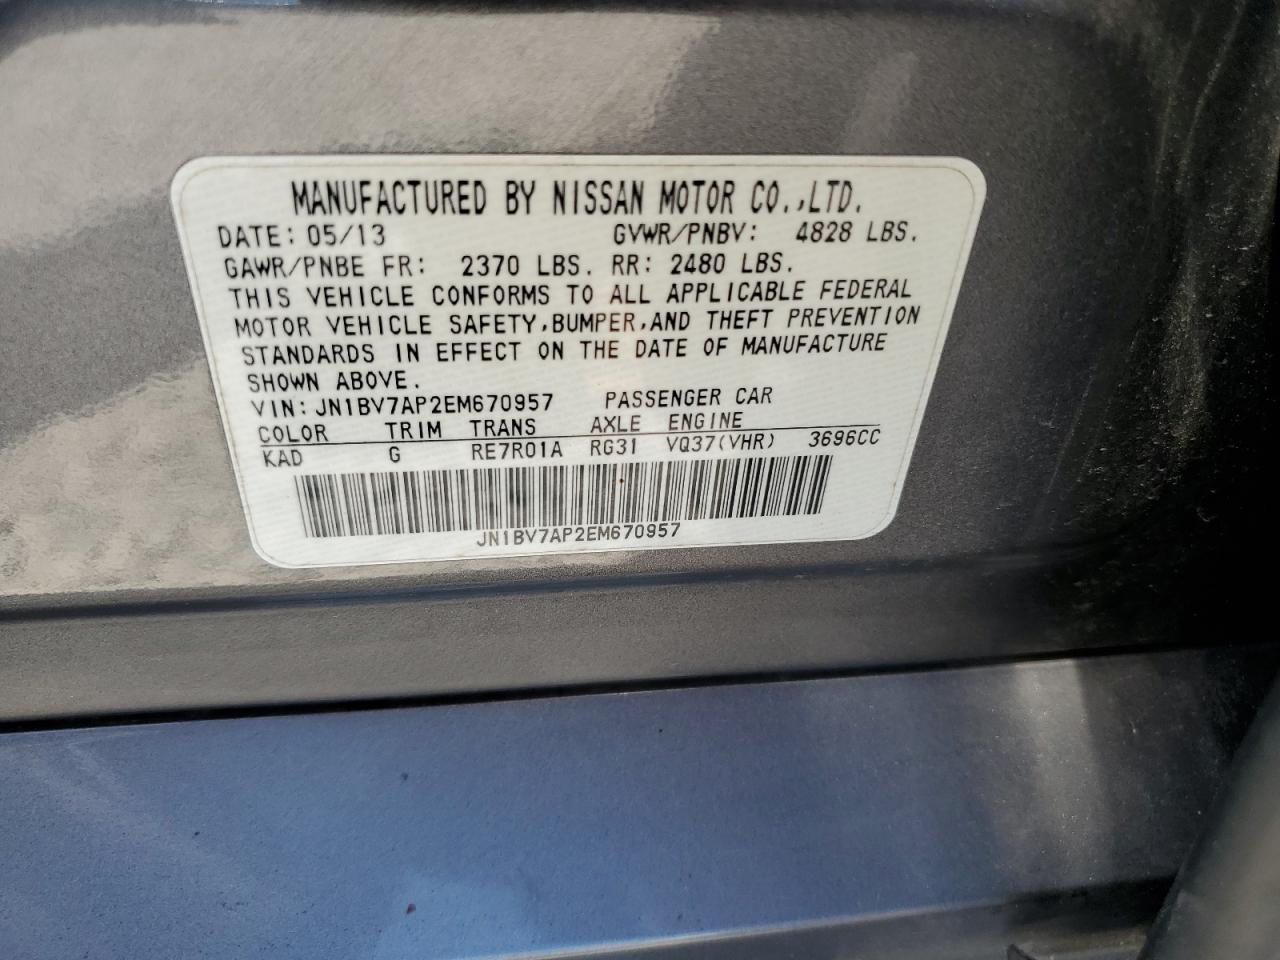 MANUFACTURED BY NISSAN MOTOR CO.,LTD.
DATE: 05/13 GVWR/PNBV: 4828 LBS.
GAWR/PNBE FR: 2370 LBS. RR: 2480 LBS.
THIS VEHICLE CONFORMS TO ALL APPLICABLE FEDERAL
MOTOR VEHICLE SAFETY,BUMPER,AND THEFT PREVENTION
STANDARDS IN EFFECT ON THE DATE OF MANUFACTURE
SHOWN ABOVE.
VIN: JN1BV7AP2EM670957 PASSENGER CAR
COLOR TRIM TRANS AXLE ENGINE
KAD G RE7R01A RG31 VQ37(VHR) 3696CC
JN1BV7AP2EM670957